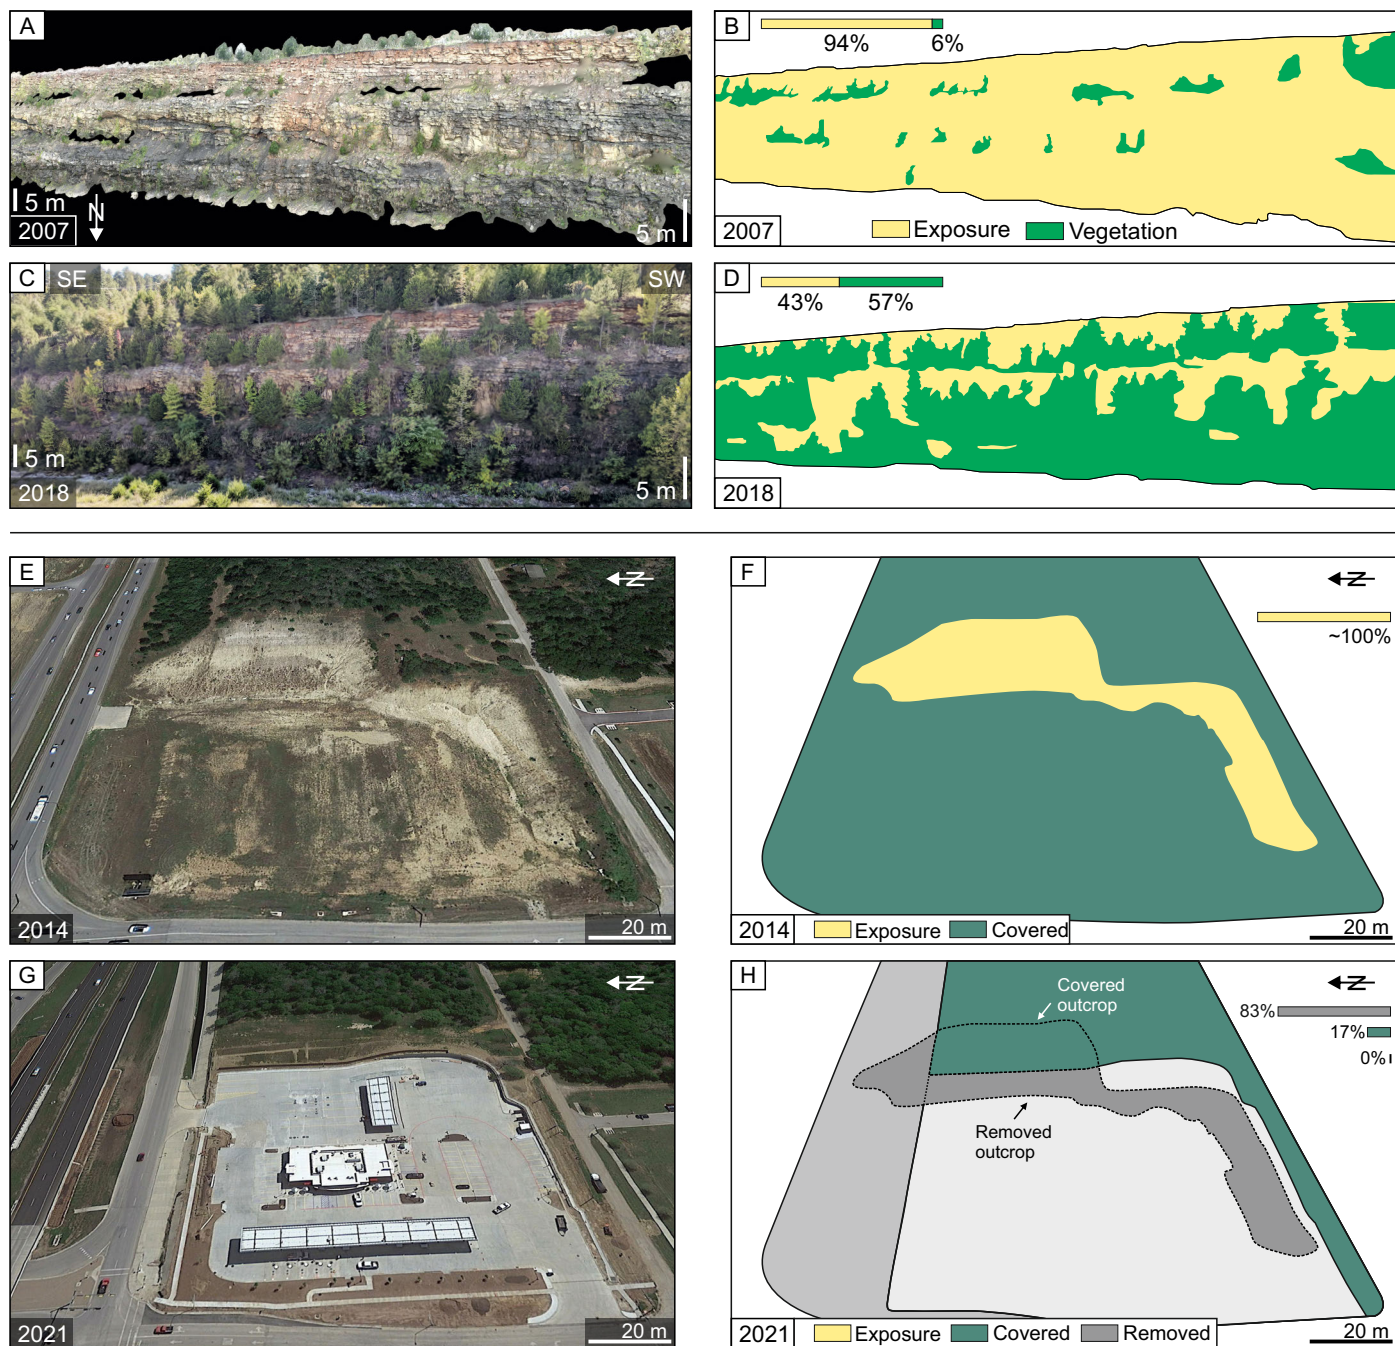 A
5 m
2007
N
5 m
B
94%
6%
2007
Exposure
Vegetation
C
SE
SW
5 m
2018
5 m
D
43%
57%
2018
E
N
2014
20 m
F
N
~100%
2014
Exposure
Covered
20 m
G
N
2021
20 m
H
Covered
outcrop
N
83%
17%
0%
Removed
outcrop
2021
Exposure
Covered
Removed
20 m